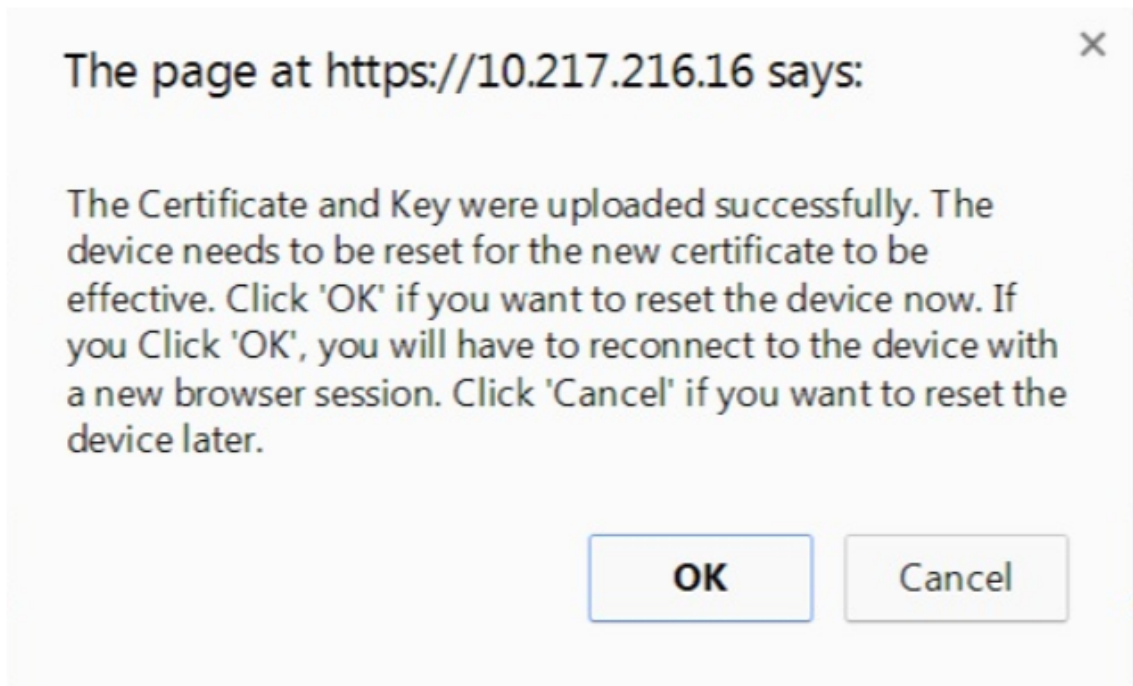 The page at https://10.217.216.16 says:
×
The Certificate and Key were uploaded successfully. The
device needs to be reset for the new certificate to be
effective. Click 'OK' if you want to reset the device now. If
you Click 'OK', you will have to reconnect to the device with
a new browser session. Click 'Cancel' if you want to reset the
device later.
OK
Cancel